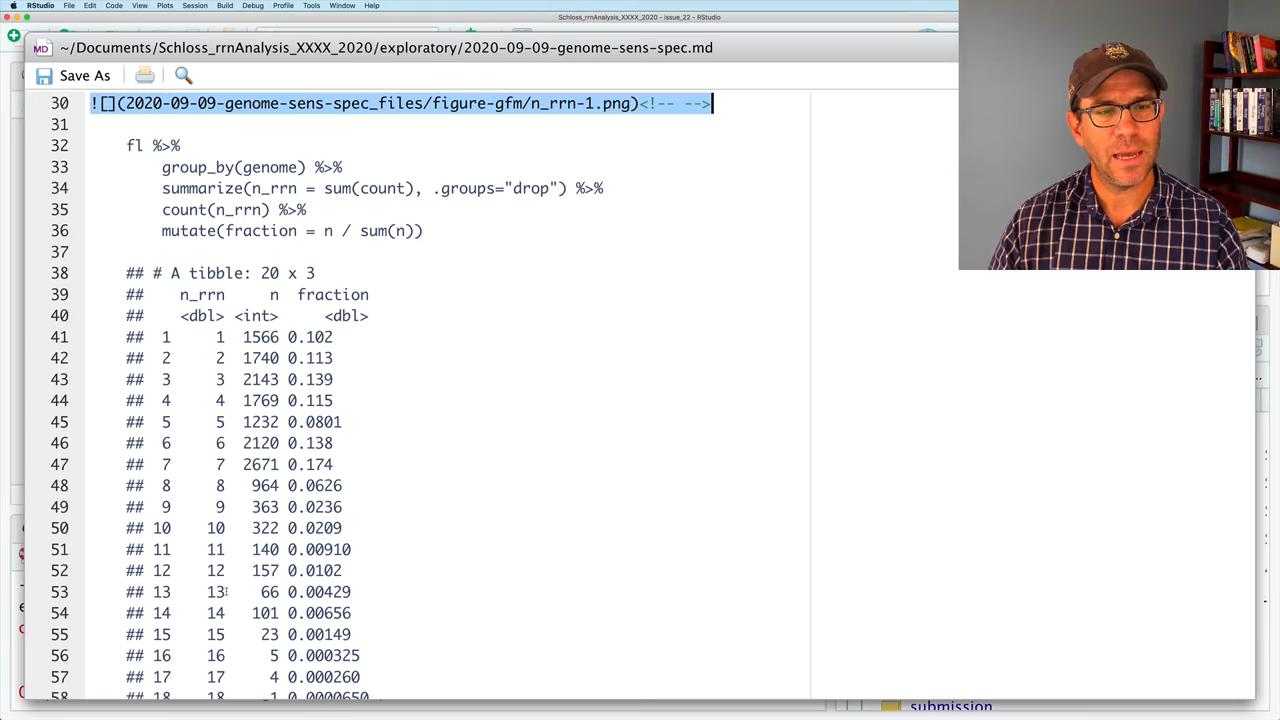 RStudio File Edit Code View Plots Session Build Debug Profile Tools Window Help
Schloss_rrnAnalysis_XXXX_2020 - issue_22 - RStudio
MD ~/Documents/Schloss_rrnAnalysis_XXXX_2020/exploratory/2020-09-09-genome-sens-spec.md
Save As
30 ![](2020-09-09-genome-sens-spec_files/figure-gfm/n_rrn-1.png)<!-- -->
31
32 fl %>%
33 group_by(genome) %>%
34 summarize(n_rrn = sum(count), .groups="drop") %>%
35 count(n_rrn) %>%
36 mutate(fraction = n / sum(n))
37
38 ## # A tibble: 20 x 3
39 ## n_rrn n fraction
40 ## <dbl> <int> <dbl>
41 ## 1 1 1566 0.102
42 ## 2 2 1740 0.113
43 ## 3 3 2143 0.139
44 ## 4 4 1769 0.115
45 ## 5 5 1232 0.0801
46 ## 6 6 2120 0.138
47 ## 7 7 2671 0.174
48 ## 8 8 964 0.0626
49 ## 9 9 363 0.0236
50 ## 10 10 322 0.0209
51 ## 11 11 140 0.00910
52 ## 12 12 157 0.0102
53 ## 13 13 66 0.00429
54 ## 14 14 101 0.00656
55 ## 15 15 23 0.00149
56 ## 16 16 5 0.000325
57 ## 17 17 4 0.000260
58 ## 18 18 1 0.0000650
submission